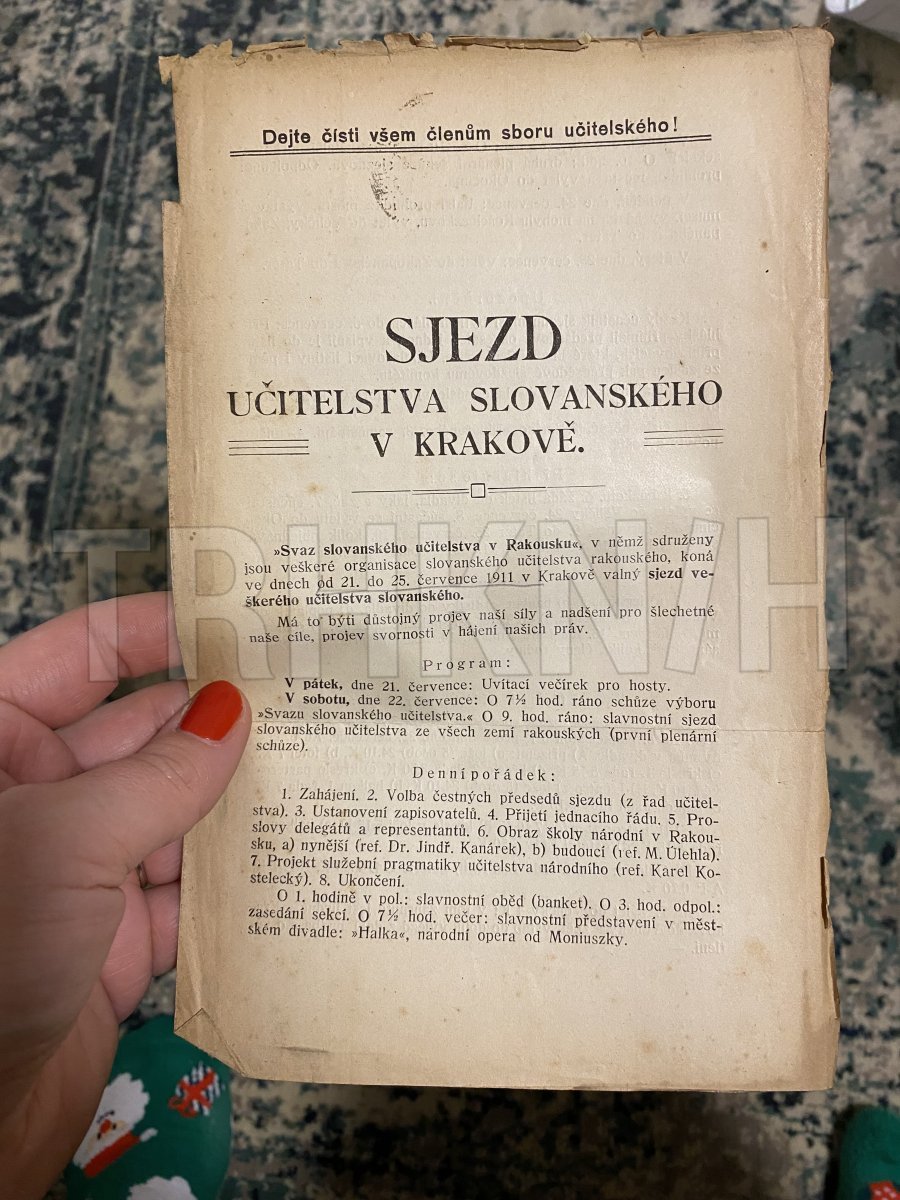 Dejte čísti všem členům sboru učitelského!
SJEZD
UČITELSTVA SLOVANSKÉHO
V KRAKOVĚ.
»Svaz slovanského učitelstva v Rakousku«, v němž sdruženy
jsou veškeré organisace slovanského učitelstva rakouského, koná
ve dnech od 21. do 25. července 1911 v Krakově valný sjezd ve-
škerého učitelstva slovanského.
Má to býti důstojný projev naší síly a nadšení pro šlechetné
naše cíle, projev svornosti v hájení našich práv.
Program:
V pátek, dne 21. července: Uvítací večírek pro hosty.
V sobotu, dne 22. července: O 7½ hod. ráno schůze výboru
»Svazu slovanského učitelstva.« O 9. hod. ráno: slavnostní sjezd
slovanského učitelstva ze všech zemí rakouských (první plenární
schůze).
Denní pořádek:
1. Zahájení. 2. Volba čestných předsedů sjezdu (z řad učitel-
stva). 3. Ustanovení zapisovatelů. 4. Přijetí jednacího řádu. 5. Pro-
slovy delegátů a representantů. 6. Obraz školy národní v Rakou-
sku, a) nynější (ref. Dr. Jindř. Kanárek), b) budoucí (ref. M. Úlehla).
7. Projekt služební pragmatiky učitelstva národního (ref. Karel Ko-
stelecký). 8. Ukončení.
O 1. hodině v pol.: slavnostní oběd (banket). O 3. hod. odpol.:
zasedání sekcí. O 7½ hod. večer: slavnostní představení v měst-
ském divadle: »Halka«, národní opera od Moniuszky.
TRHKNIH